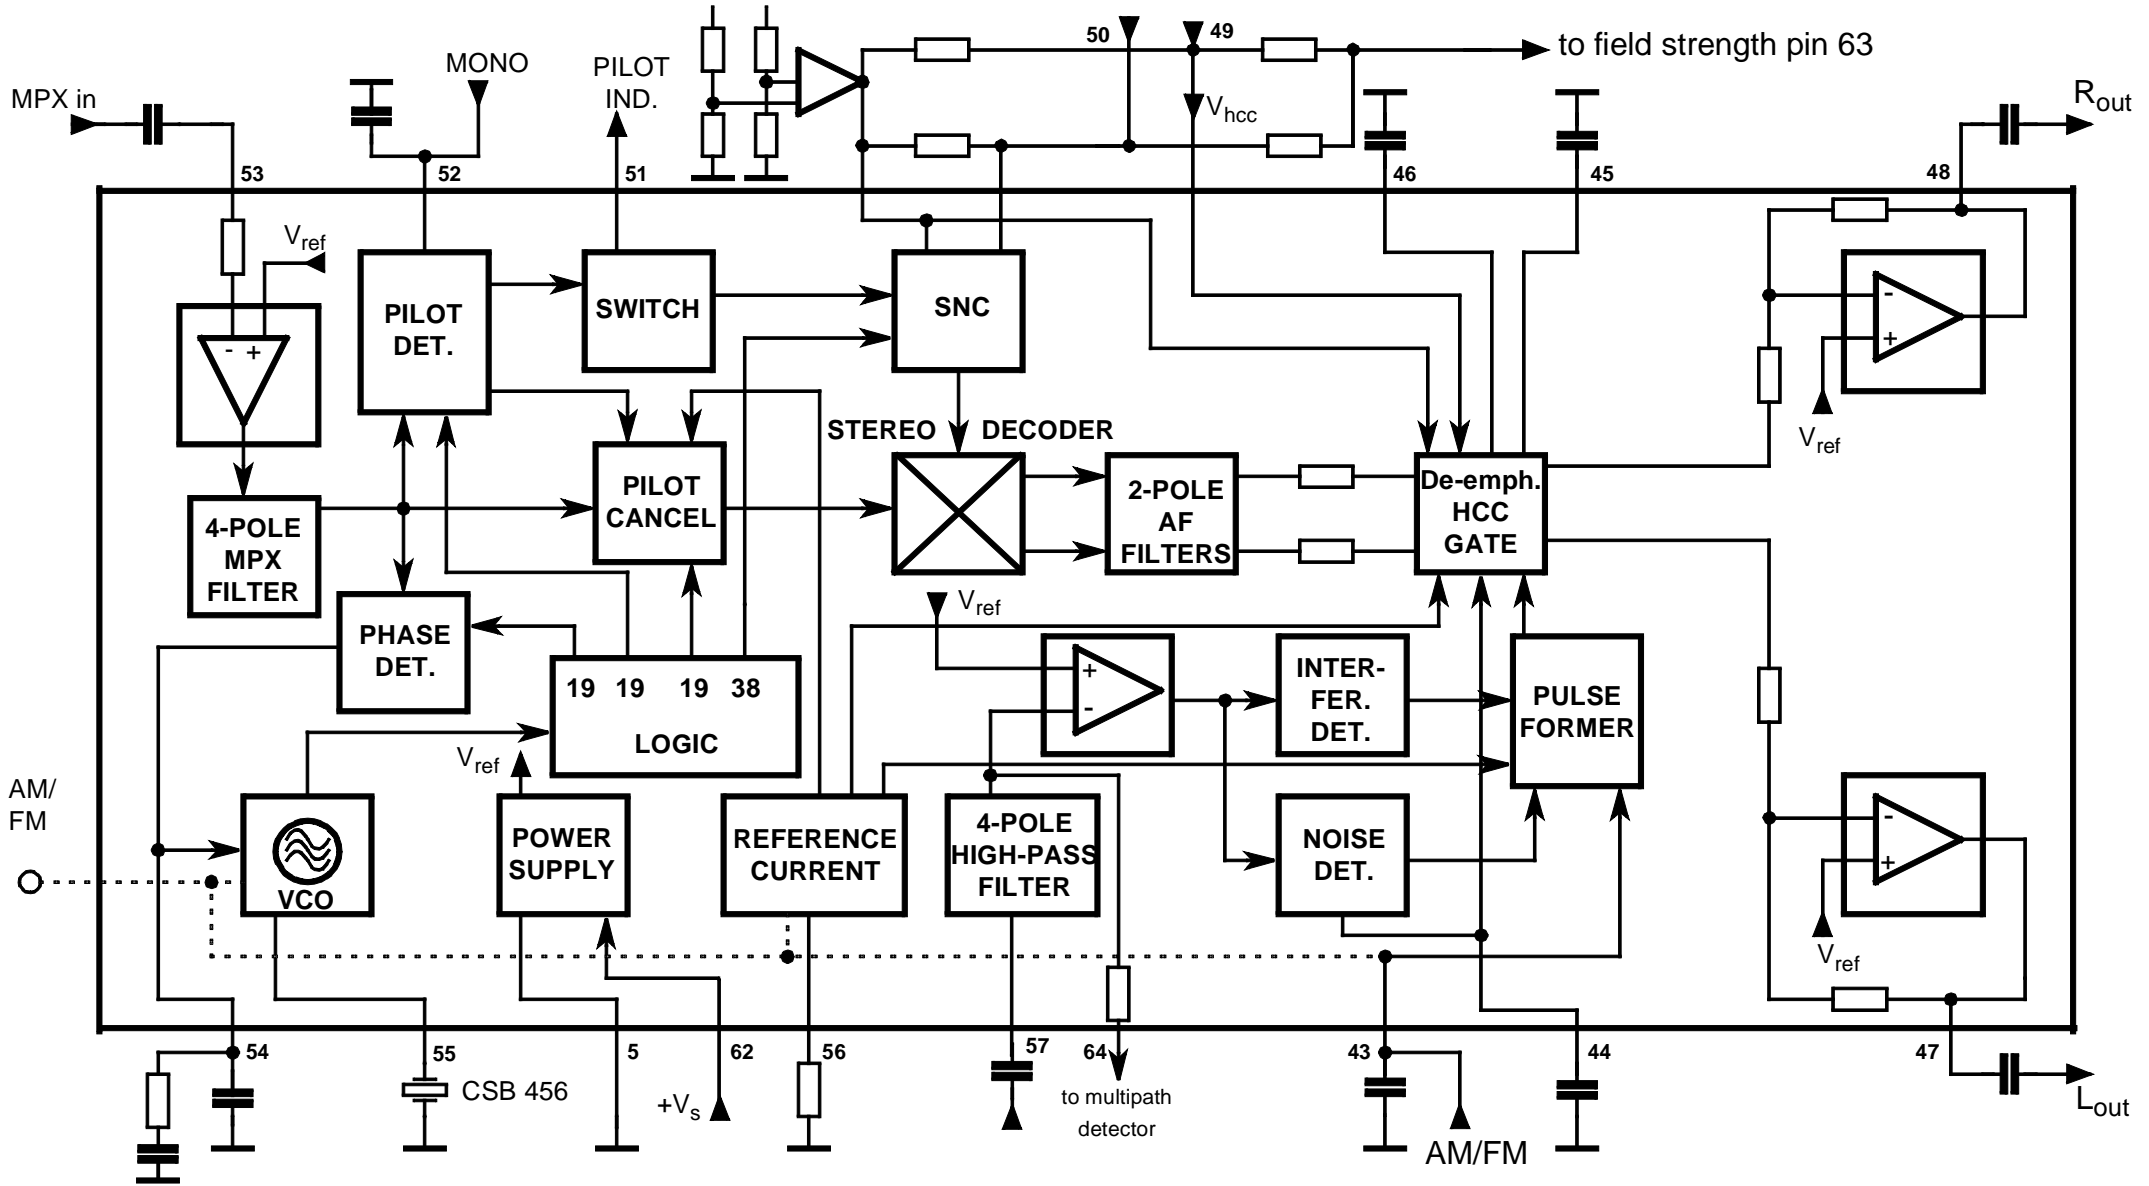 50
49
to field strength pin 63
MONO
PILOT
IND.
MPX in
Vhcc
Rout
53
52
51
46
45
48
Vref
PILOT
DET.
SWITCH
SNC
- +
-
+
Vref
STEREO DECODER
4-POLE
MPX
FILTER
PILOT
CANCEL
2-POLE
AF
FILTERS
De-emph.
HCC
GATE
PHASE
DET.
19 19 19 38
LOGIC
Vref
+
-
INTER-
FER.
DET.
PULSE
FORMER
Vref
AM/
FM
VCO
POWER
SUPPLY
REFERENCE
CURRENT
4-POLE
HIGH-PASS
FILTER
NOISE
DET.
-
+
Vref
54
55
5
62
56
57
64
43
44
47
CSB 456
+Vs
to multipath
detector
AM/FM
Lout